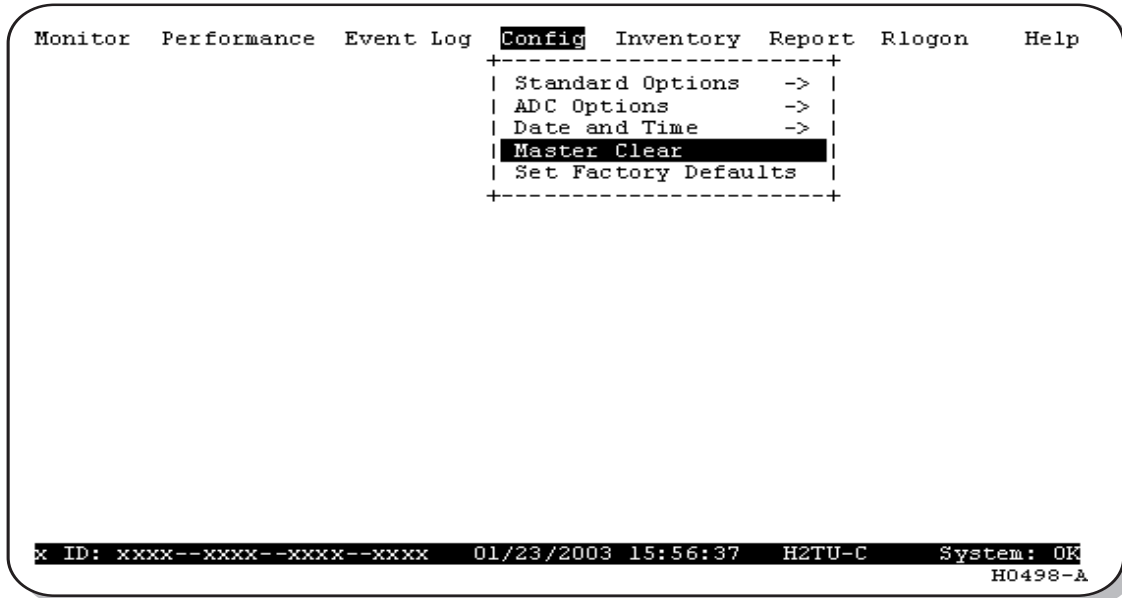 Monitor  Performance  Event Log  Config  Inventory  Report  Rlogon  Help
+-----------------------+
| Standard Options   -> |
| ADC Options        -> |
| Date and Time      -> |
| Master Clear          |
| Set Factory Defaults  |
+-----------------------+
x ID: xxxx--xxxx--xxxx--xxxx   01/23/2003 15:56:37   H2TU-C   System: OK
H0498-A